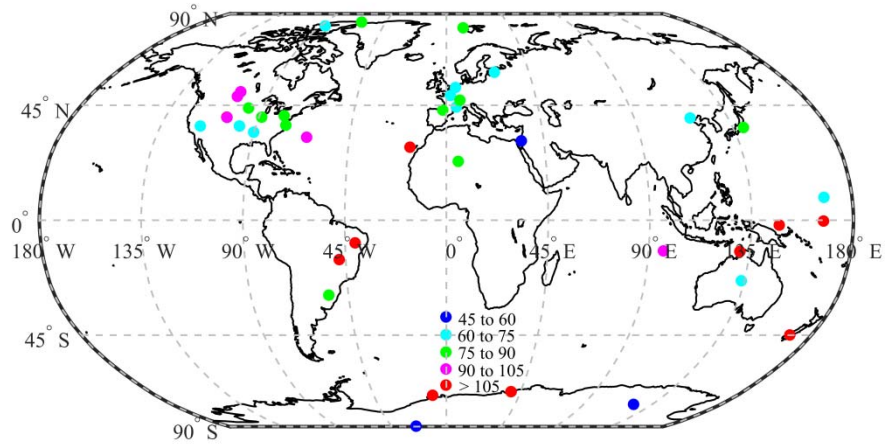 90° N
45° N
0°
180° W 135° W 90° W 45° W 0° 45° E 90° E 135° E 180° E
45 to 60
60 to 75
45° S
75 to 90
90 to 105
> 105
90° S